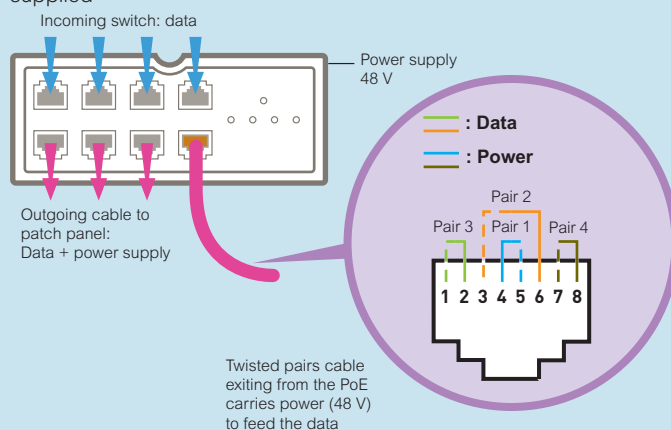 supplied
Incoming switch: data
Power supply
48 V
: Data
: Power
Pair 2
Pair 3 Pair 1 Pair 4
1 2 3 4 5 6 7 8
Outgoing cable to
patch panel:
Data + power supply
Twisted pairs cable
exiting from the PoE
carries power (48 V)
to feed the data